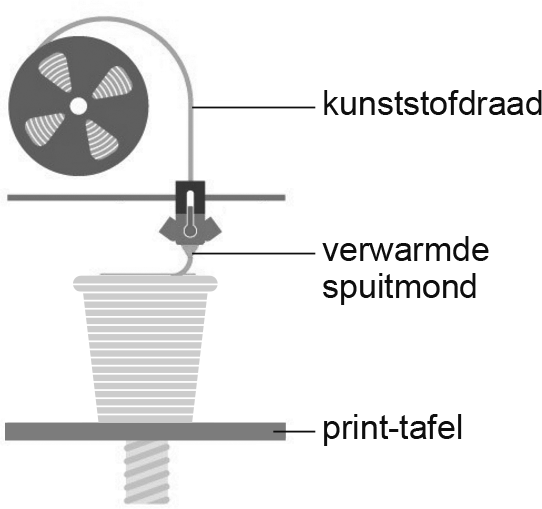 kunststofdraad
verwarmde
spuitmond
print-tafel